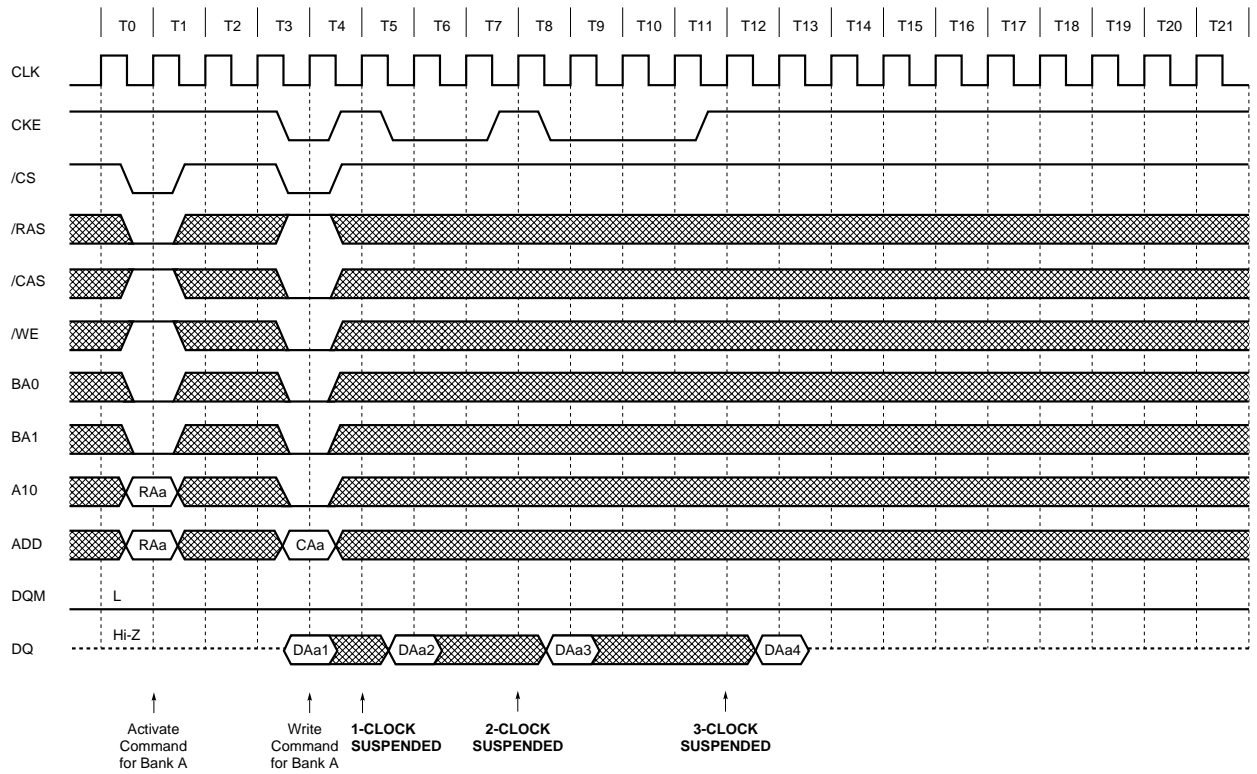 T0 T1 T2 T3 T4 T5 T6 T7 T8 T9 T10 T11 T12 T13 T14 T15 T16 T17 T18 T19 T20 T21
CLK
CKE
/CS
/RAS
/CAS
/WE
BA0
BA1
A10 RAa
ADD RAa CAa
DQM L
DQ Hi-Z DAa1 DAa2 DAa3 DAa4
Activate
Command
for Bank A
Write
Command
for Bank A
1-CLOCK
SUSPENDED
2-CLOCK
SUSPENDED
3-CLOCK
SUSPENDED